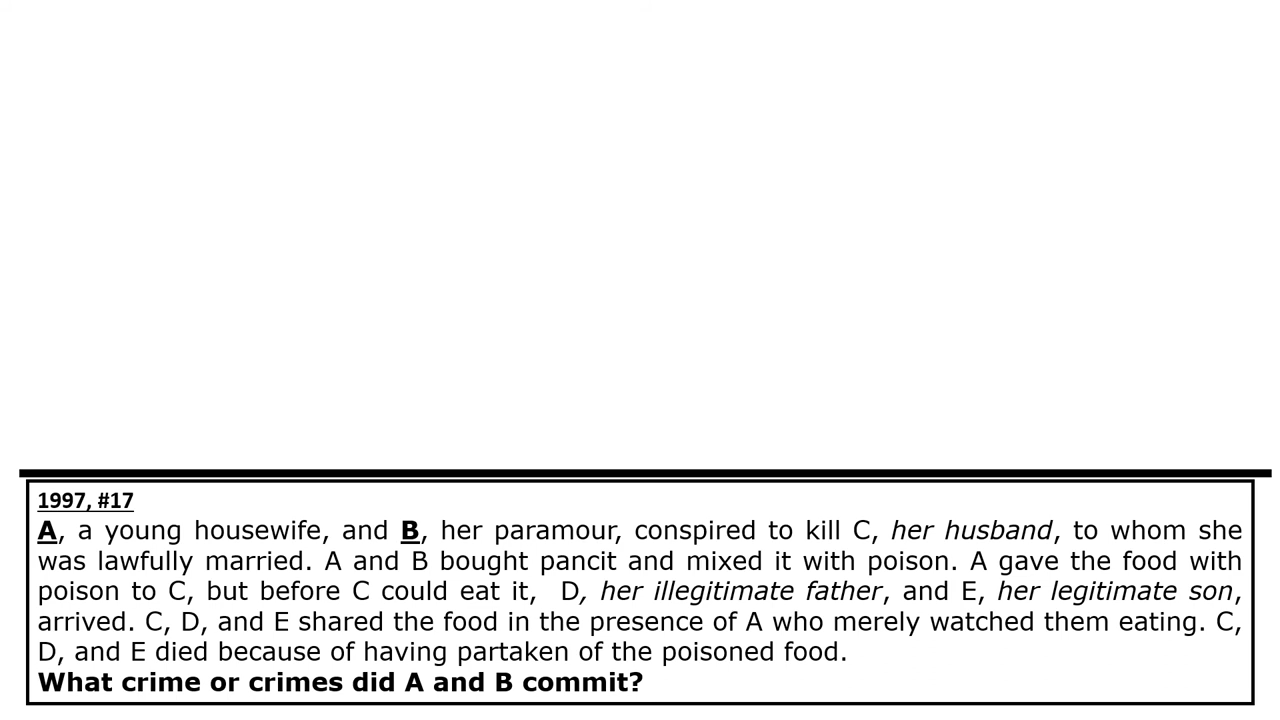 1997, #17
A, a young housewife, and B, her paramour, conspired to kill C, her husband, to whom she
was lawfully married. A and B bought pancit and mixed it with poison. A gave the food with
poison to C, but before C could eat it, D, her illegitimate father, and E, her legitimate son,
arrived. C, D, and E shared the food in the presence of A who merely watched them eating. C,
D, and E died because of having partaken of the poisoned food.
What crime or crimes did A and B commit?